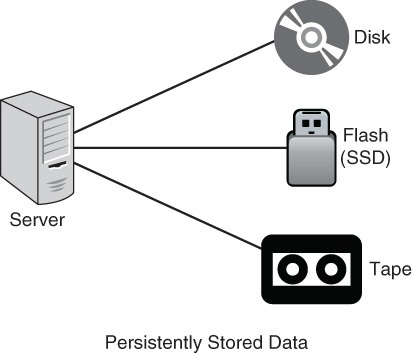 Disk
Flash
(SSD)
Server
Tape
Persistently Stored Data